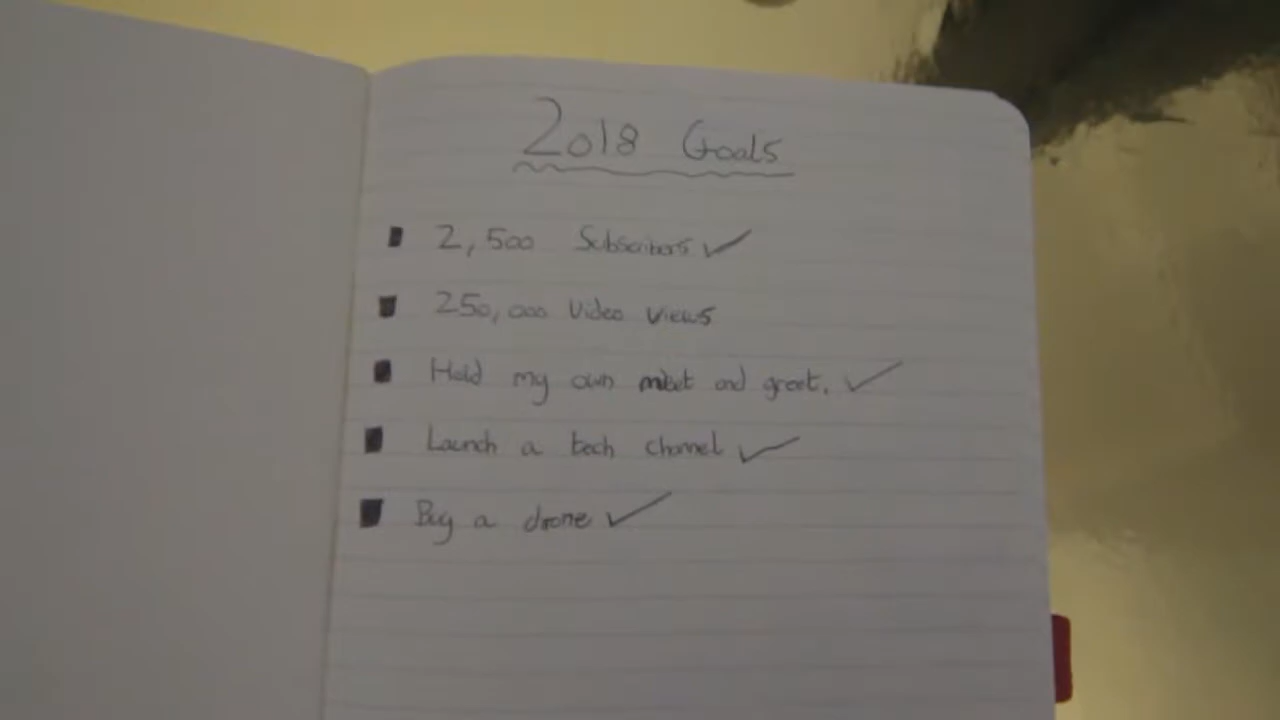 2018 Goals
2,500 Subscribers ✓
250,000 Video Views
Hold my own meet and greet. ✓
Launch a tech channel ✓
Buy a drone ✓